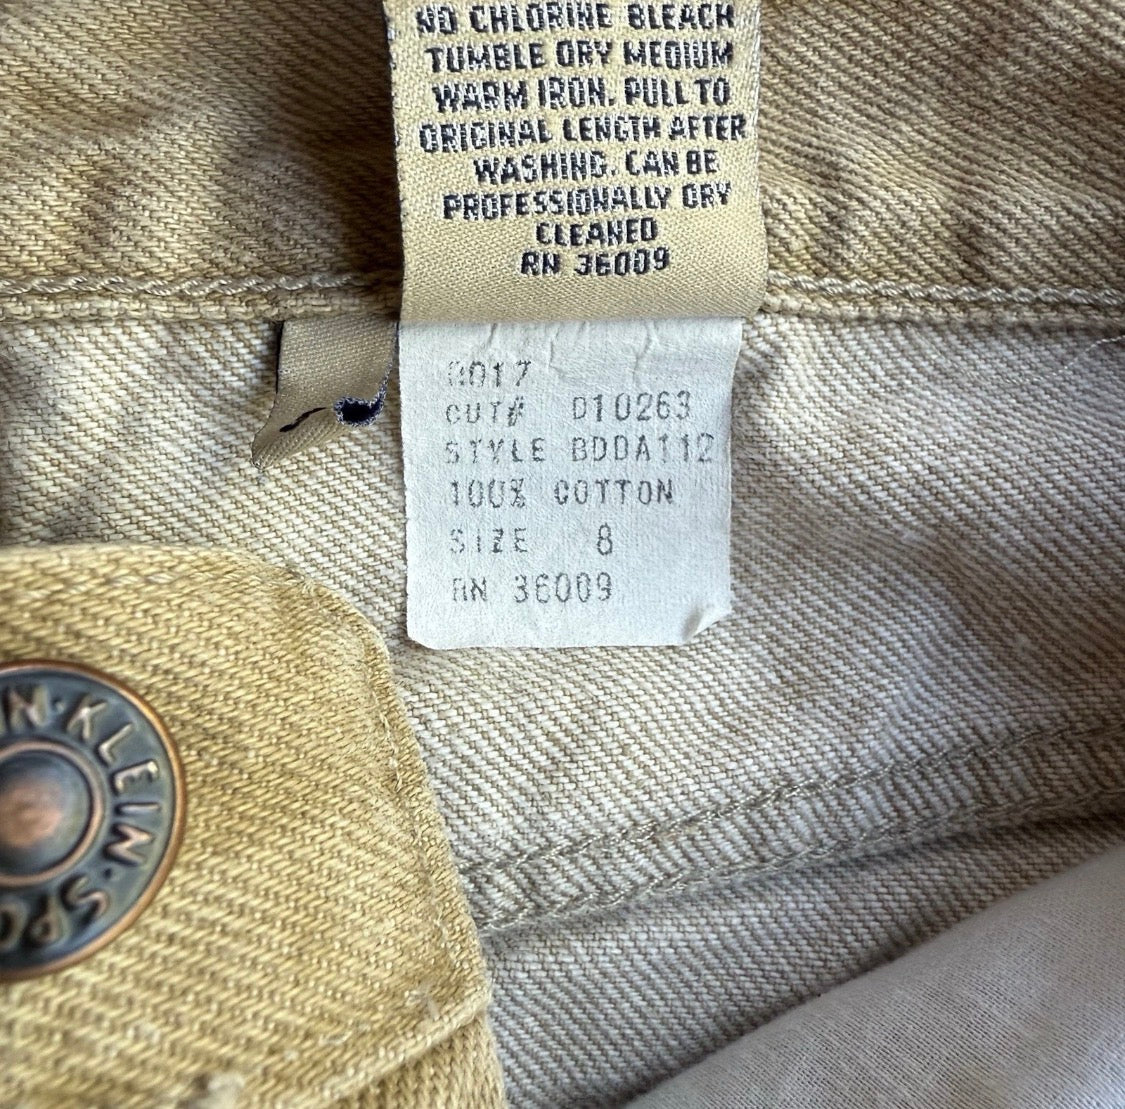 NO CHLORINE BLEACH
TUMBLE DRY MEDIUM
WARM IRON. PULL TO
ORIGINAL LENGTH AFTER
WASHING. CAN BE
PROFESSIONALLY DRY
CLEANED
RN 36009
CUT# D10263
STYLE BDDA112
100% COTTON
SIZE 8
RN 36009
N·KLEIN·SPO